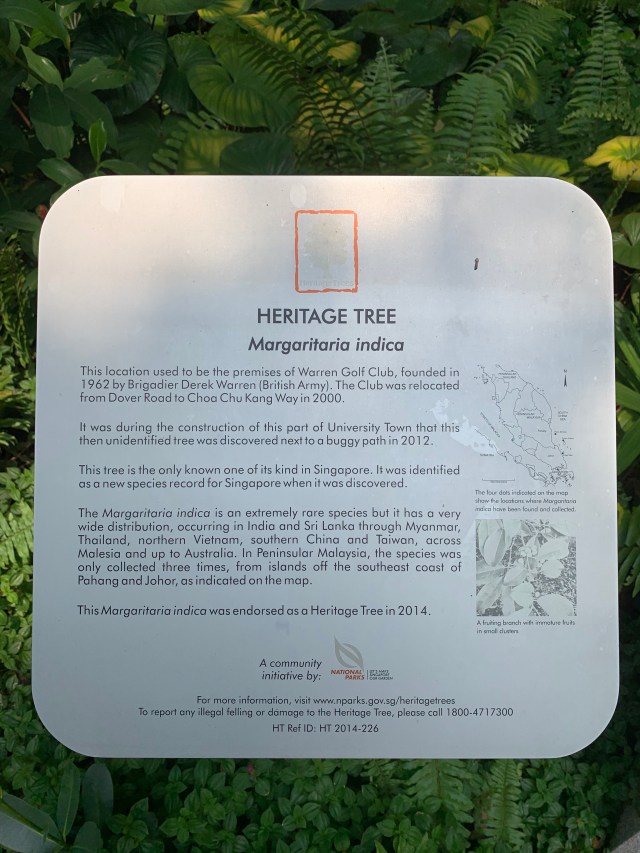 HERITAGE TREE
Margaritaria indica
This location used to be the premises of Warren Golf Club, founded in
1962 by Brigadier Derek Warren (British Army). The Club was relocated
from Dover Road to Choa Chu Kang Way in 2000.
It was during the construction of this part of University Town that this
then unidentified tree was discovered next to a buggy path in 2012.
This tree is the only known one of its kind in Singapore. It was identified
as a new species record for Singapore when it was discovered.
The Margaritaria indica is an extremely rare species but it has a very
wide distribution, occurring in India and Sri Lanka through Myanmar,
Thailand, northern Vietnam, southern China and Taiwan, across
Malesia and up to Australia. In Peninsular Malaysia, the species was
only collected three times, from islands off the southeast coast of
Pahang and Johor, as indicated on the map.
This Margaritaria indica was endorsed as a Heritage Tree in 2014.
The four dots indicated on the map
show the locations where Margaritaria
indica have been found and collected.
A fruiting branch with immature fruits
in small clusters
A community
initiative by:
NATIONAL
PARKS
LET'S MAKE
SINGAPORE
OUR GARDEN
For more information, visit www.nparks.gov.sg/heritagetrees
To report any illegal felling or damage to the Heritage Tree, please call 1800-4717300
HT Ref ID: HT 2014-226